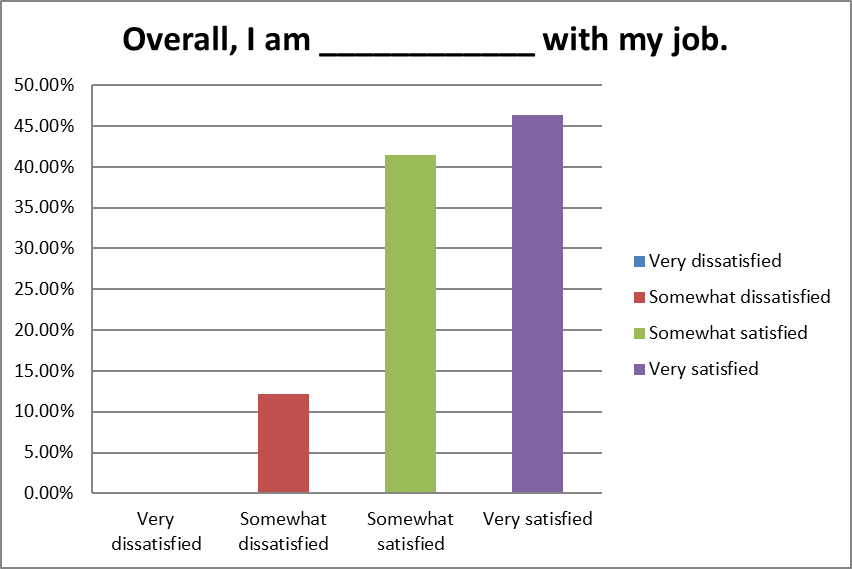 Overall, I am ____________ with my job.
50.00%
45.00%
40.00%
35.00%
30.00%
25.00%
20.00%
15.00%
10.00%
5.00%
0.00%
Very
dissatisfied
Somewhat
dissatisfied
Somewhat
satisfied
Very satisfied
Very dissatisfied
Somewhat dissatisfied
Somewhat satisfied
Very satisfied